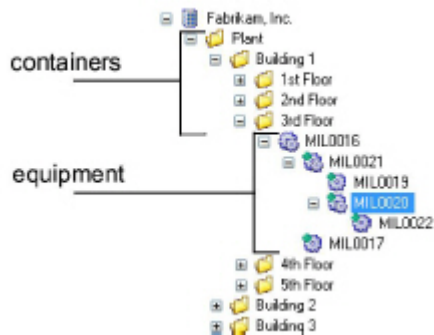 Fabrikam, Inc.
Plant
containers
Building 1
1st Floor
2nd Floor
3rd Floor
MIL0016
equipment
MIL0021
MIL0019
MIL0020
MIL0022
MIL0017
4th Floor
5th Floor
Building 2
Building 3